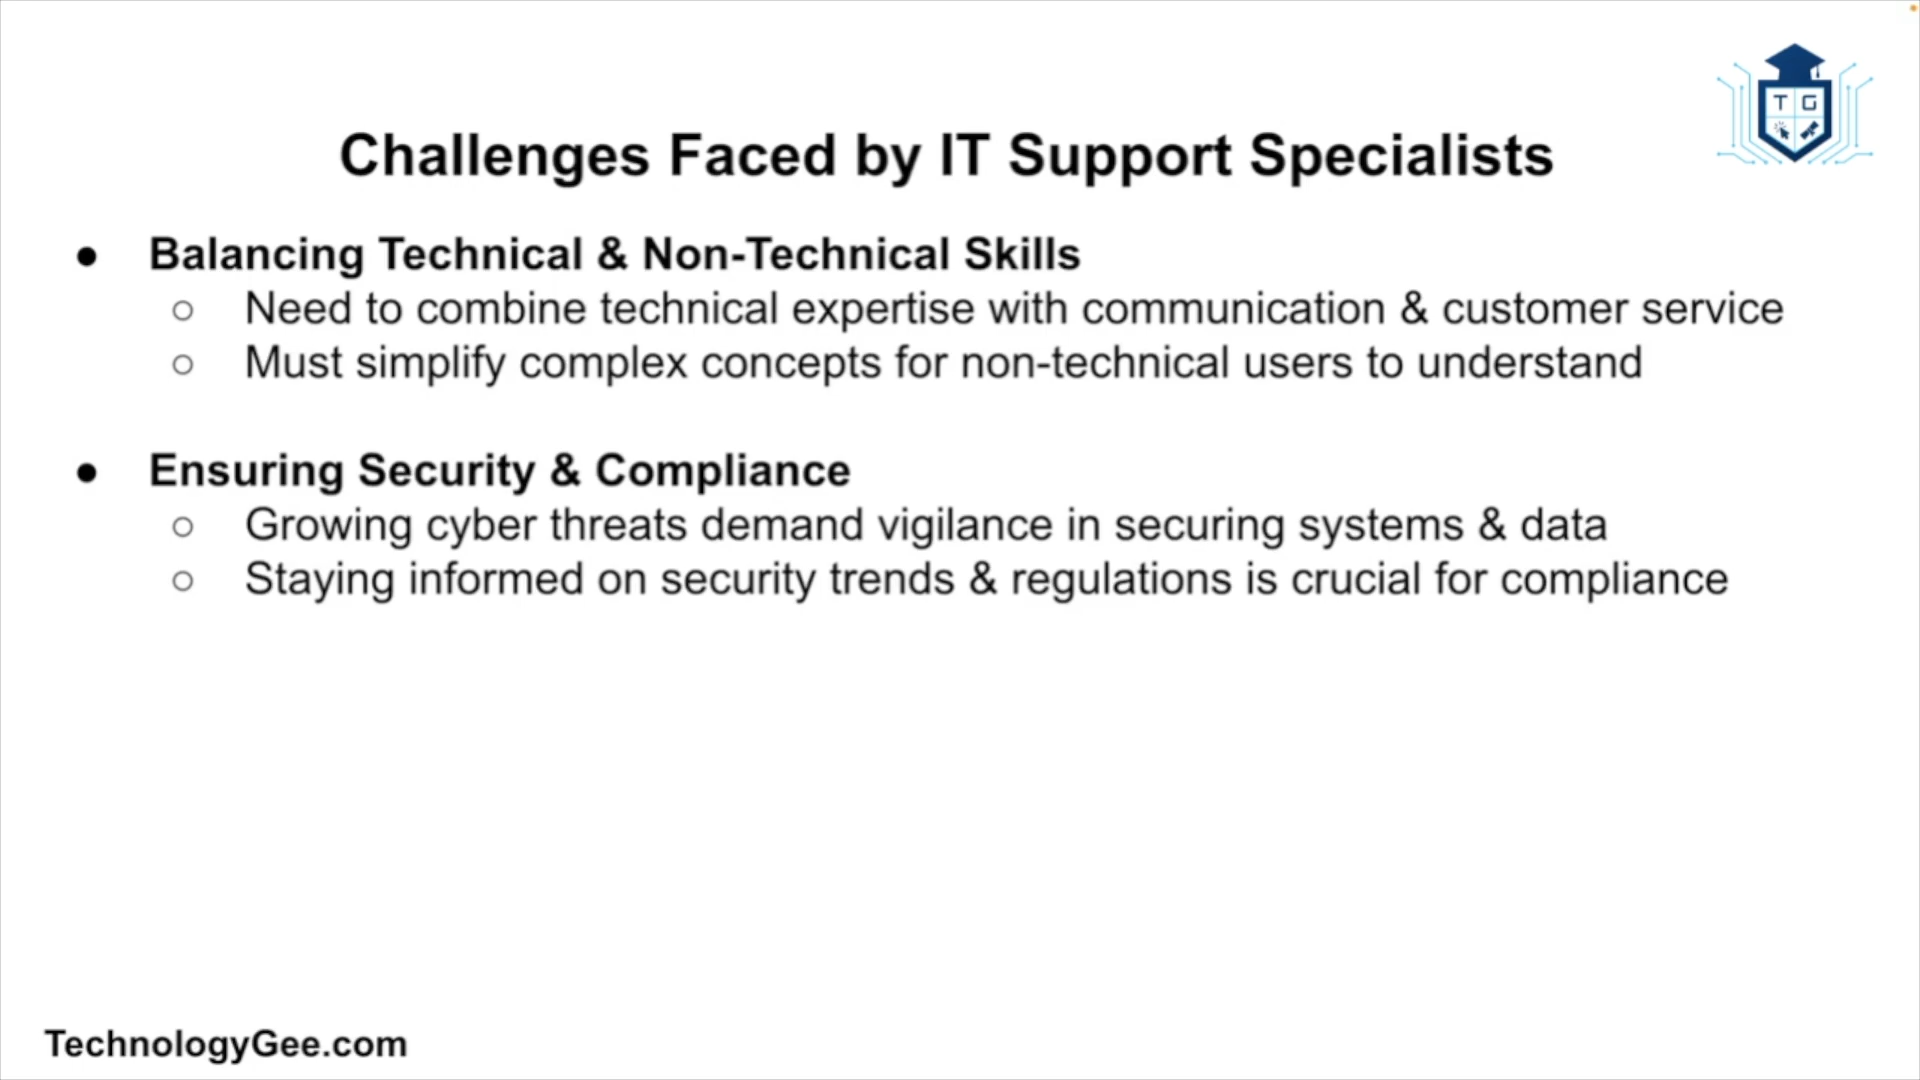 T G
Challenges Faced by IT Support Specialists
● Balancing Technical & Non-Technical Skills
○ Need to combine technical expertise with communication & customer service
○ Must simplify complex concepts for non-technical users to understand
● Ensuring Security & Compliance
○ Growing cyber threats demand vigilance in securing systems & data
○ Staying informed on security trends & regulations is crucial for compliance
TechnologyGee.com